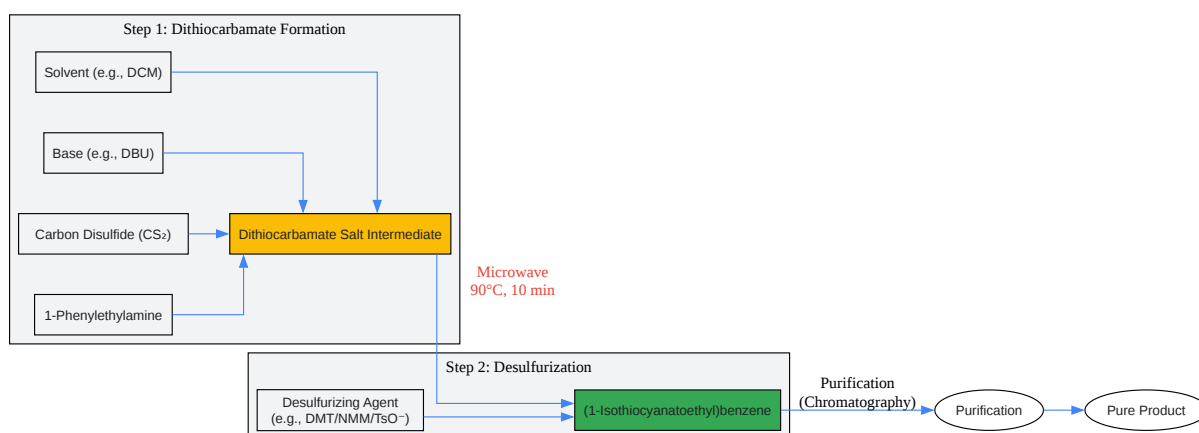 Step 1: Dithiocarbamate Formation
Solvent (e.g., DCM)
Base (e.g., DBU)
Carbon Disulfide (CS₂)
Dithiocarbamate Salt Intermediate
1-Phenylethylamine
Microwave
90°C, 10 min
Step 2: Desulfurization
Desulfurizing Agent
(e.g., DMT/NMM/TsO⁻)
(1-Isothiocyanatoethyl)benzene
Purification
(Chromatography)
Purification
Pure Product